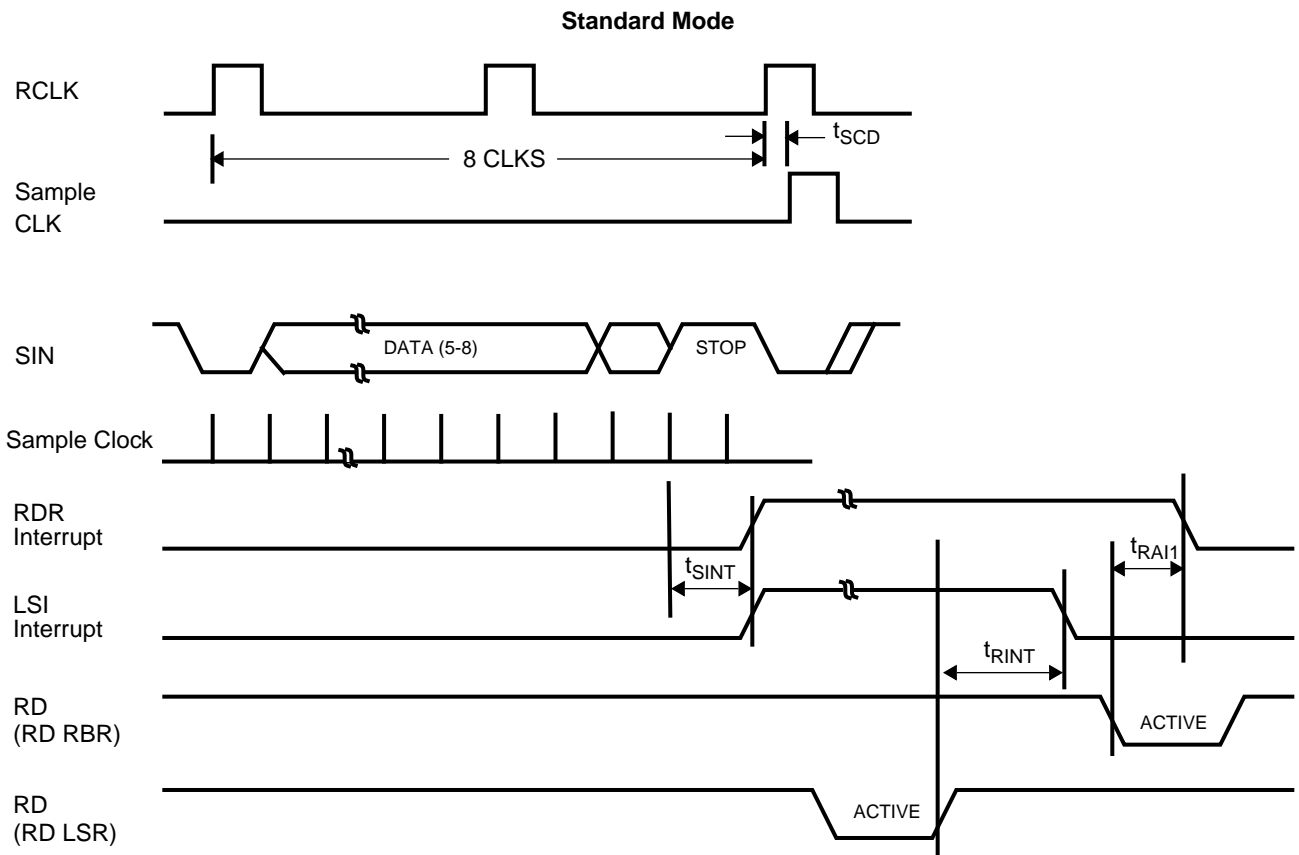 Standard Mode
RCLK
tSCD
8 CLKS
Sample
CLK
SIN
DATA (5-8)
STOP
Sample Clock
RDR
Interrupt
tRAI1
tSINT
LSI
Interrupt
tRINT
RD
(RD RBR)
ACTIVE
RD
(RD LSR)
ACTIVE